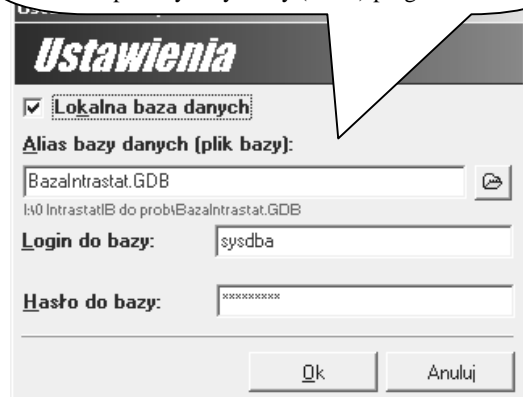 Ustawienia
Lokalna baza danych
Alias bazy danych (plik bazy):
BazaIntrastat.GDB
I:\0 IntrastatIB do prob\BazaIntrastat.GDB
Login do bazy: sysdba
Hasło do bazy: *********
Ok Anuluj